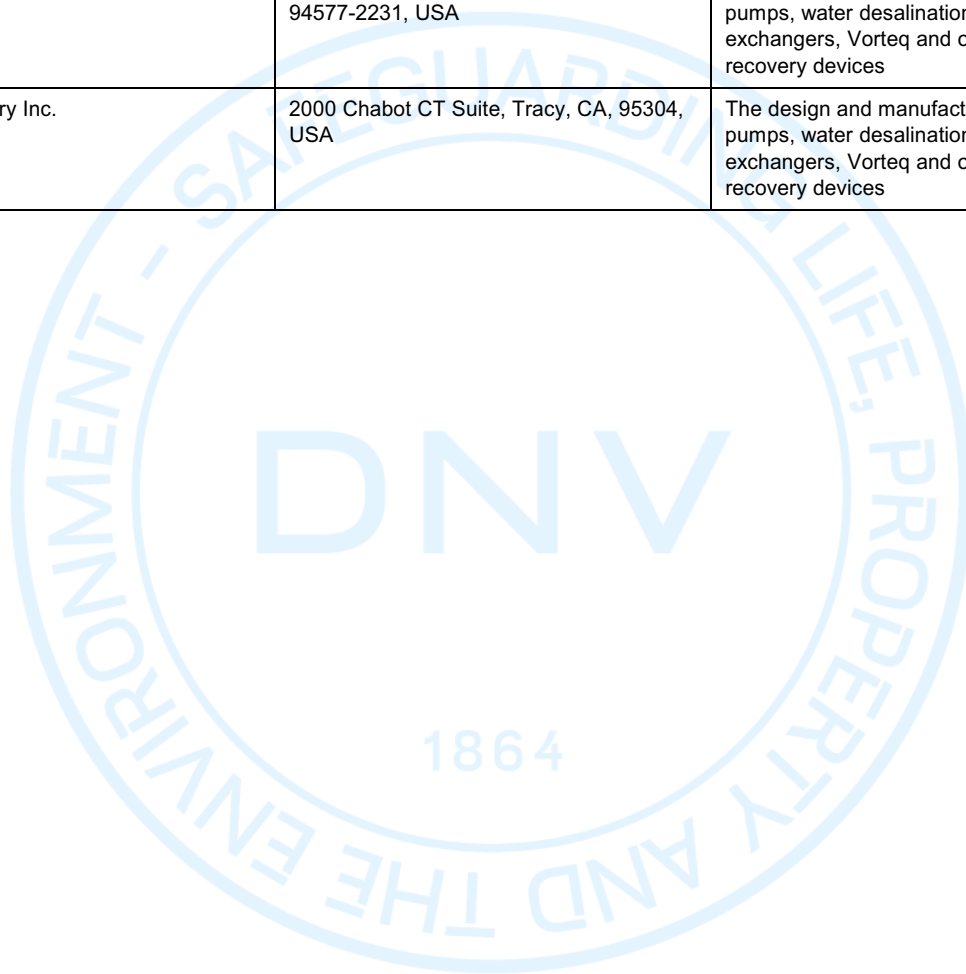 94577-2231, USA
pumps, water desalination
exchangers, Vorteq and
recovery devices
ry Inc.
2000 Chabot CT Suite, Tracy, CA, 95304,
USA
The design and manufact
pumps, water desalination
exchangers, Vorteq and
recovery devices
SAFEGUARDING LIFE, PROPERTY AND THE ENVIRONMENT -
DNV
1864